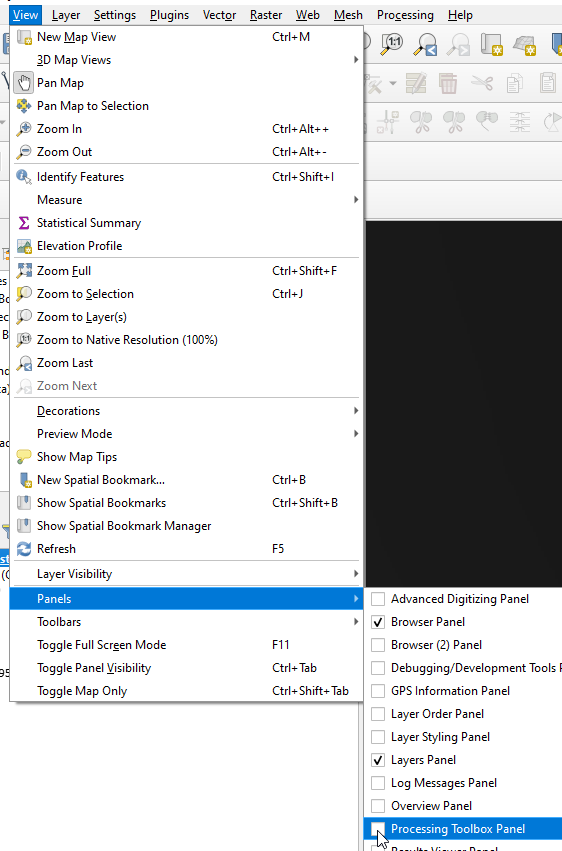 View Layer Settings Plugins Vector Raster Web Mesh Processing Help
New Map View Ctrl+M
3D Map Views
Pan Map
Pan Map to Selection
Zoom In Ctrl+Alt++
Zoom Out Ctrl+Alt+-
Identify Features Ctrl+Shift+I
Measure
Statistical Summary
Elevation Profile
Zoom Full Ctrl+Shift+F
Zoom to Selection Ctrl+J
Zoom to Layer(s)
Zoom to Native Resolution (100%)
Zoom Last
Zoom Next
Decorations
Preview Mode
Show Map Tips
New Spatial Bookmark... Ctrl+B
Show Spatial Bookmarks Ctrl+Shift+B
Show Spatial Bookmark Manager
Refresh F5
Layer Visibility
Panels
Toolbars
Toggle Full Screen Mode F11
Toggle Panel Visibility Ctrl+Tab
Toggle Map Only Ctrl+Shift+Tab
Advanced Digitizing Panel
Browser Panel
Browser (2) Panel
Debugging/Development Tools P
GPS Information Panel
Layer Order Panel
Layer Styling Panel
Layers Panel
Log Messages Panel
Overview Panel
Processing Toolbox Panel
Results Viewer Panel